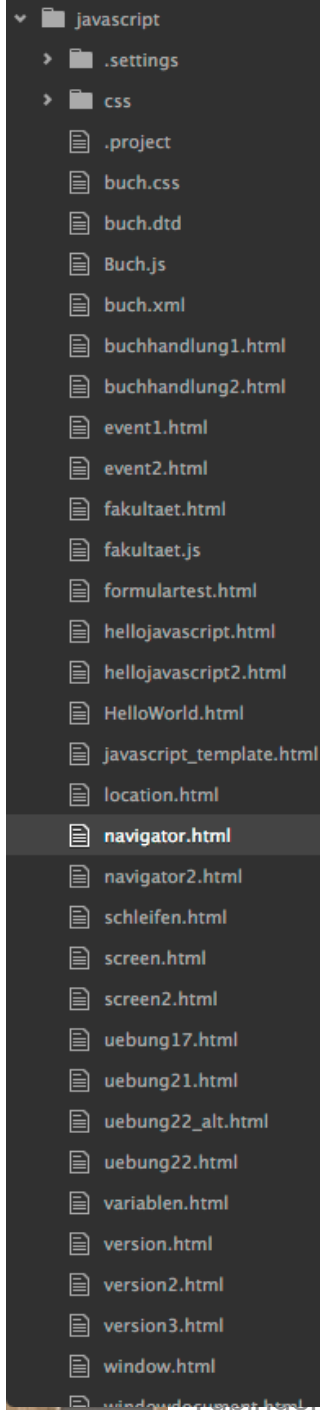 javascript
.settings
css
.project
buch.css
buch.dtd
Buch.js
buch.xml
buchhandlung1.html
buchhandlung2.html
event1.html
event2.html
fakultaet.html
fakultaet.js
formulartest.html
hellojavascript.html
hellojavascript2.html
HelloWorld.html
javascript_template.html
location.html
navigator.html
navigator2.html
schleifen.html
screen.html
screen2.html
uebung17.html
uebung21.html
uebung22_alt.html
uebung22.html
variablen.html
version.html
version2.html
version3.html
window.html
windowdocument.html